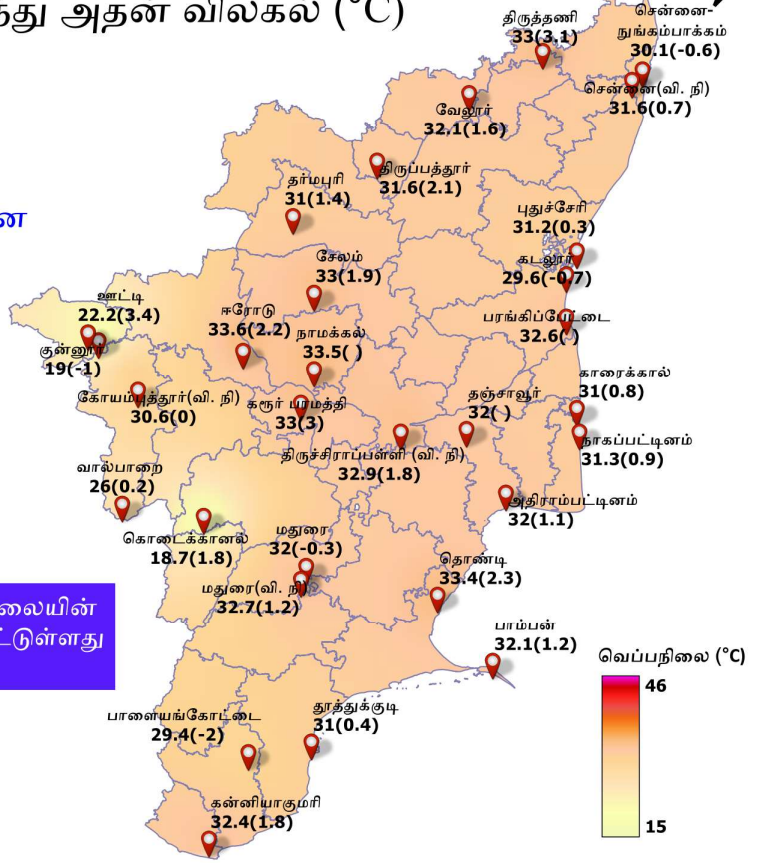 அதன் விலகல் (°C)
சென்னை-
நுங்கம்பாக்கம்
30.1(-0.6)
திருத்தணி
33(3.1)
சென்னை(வி. நி)
31.6(0.7)
வேலூர்
32.1(1.6)
திருப்பத்தூர்
31.6(2.1)
தர்மபுரி
31(1.4)
புதுச்சேரி
31.2(0.3)
கடலூர்
29.6(-0.7)
சேலம்
33(1.9)
ஊட்டி
22.2(3.4)
ஈரோடு
33.6(2.2)
நாமக்கல்
33.5( )
பரங்கிப்பேட்டை
32.6( )
குன்னூர்
19(-1)
கோயம்புத்தூர்(வி. நி)
30.6(0)
கரூர் பரமத்தி
33(3)
தஞ்சாவூர்
32( )
காரைக்கால்
31(0.8)
நாகப்பட்டினம்
31.3(0.9)
திருச்சிராப்பள்ளி (வி. நி)
32.9(1.8)
வால்பாறை
26(0.2)
அதிராம்பட்டினம்
32(1.1)
கொடைக்கானல்
18.7(1.8)
மதுரை
32(-0.3)
மதுரை(வி. நி)
32.7(1.2)
தொண்டி
33.4(2.3)
பாம்பன்
32.1(1.2)
வெப்பநிலை (°C)
46
15
பாளையங்கோட்டை
29.4(-2)
தூத்துக்குடி
31(0.4)
கன்னியாகுமரி
32.4(1.8)